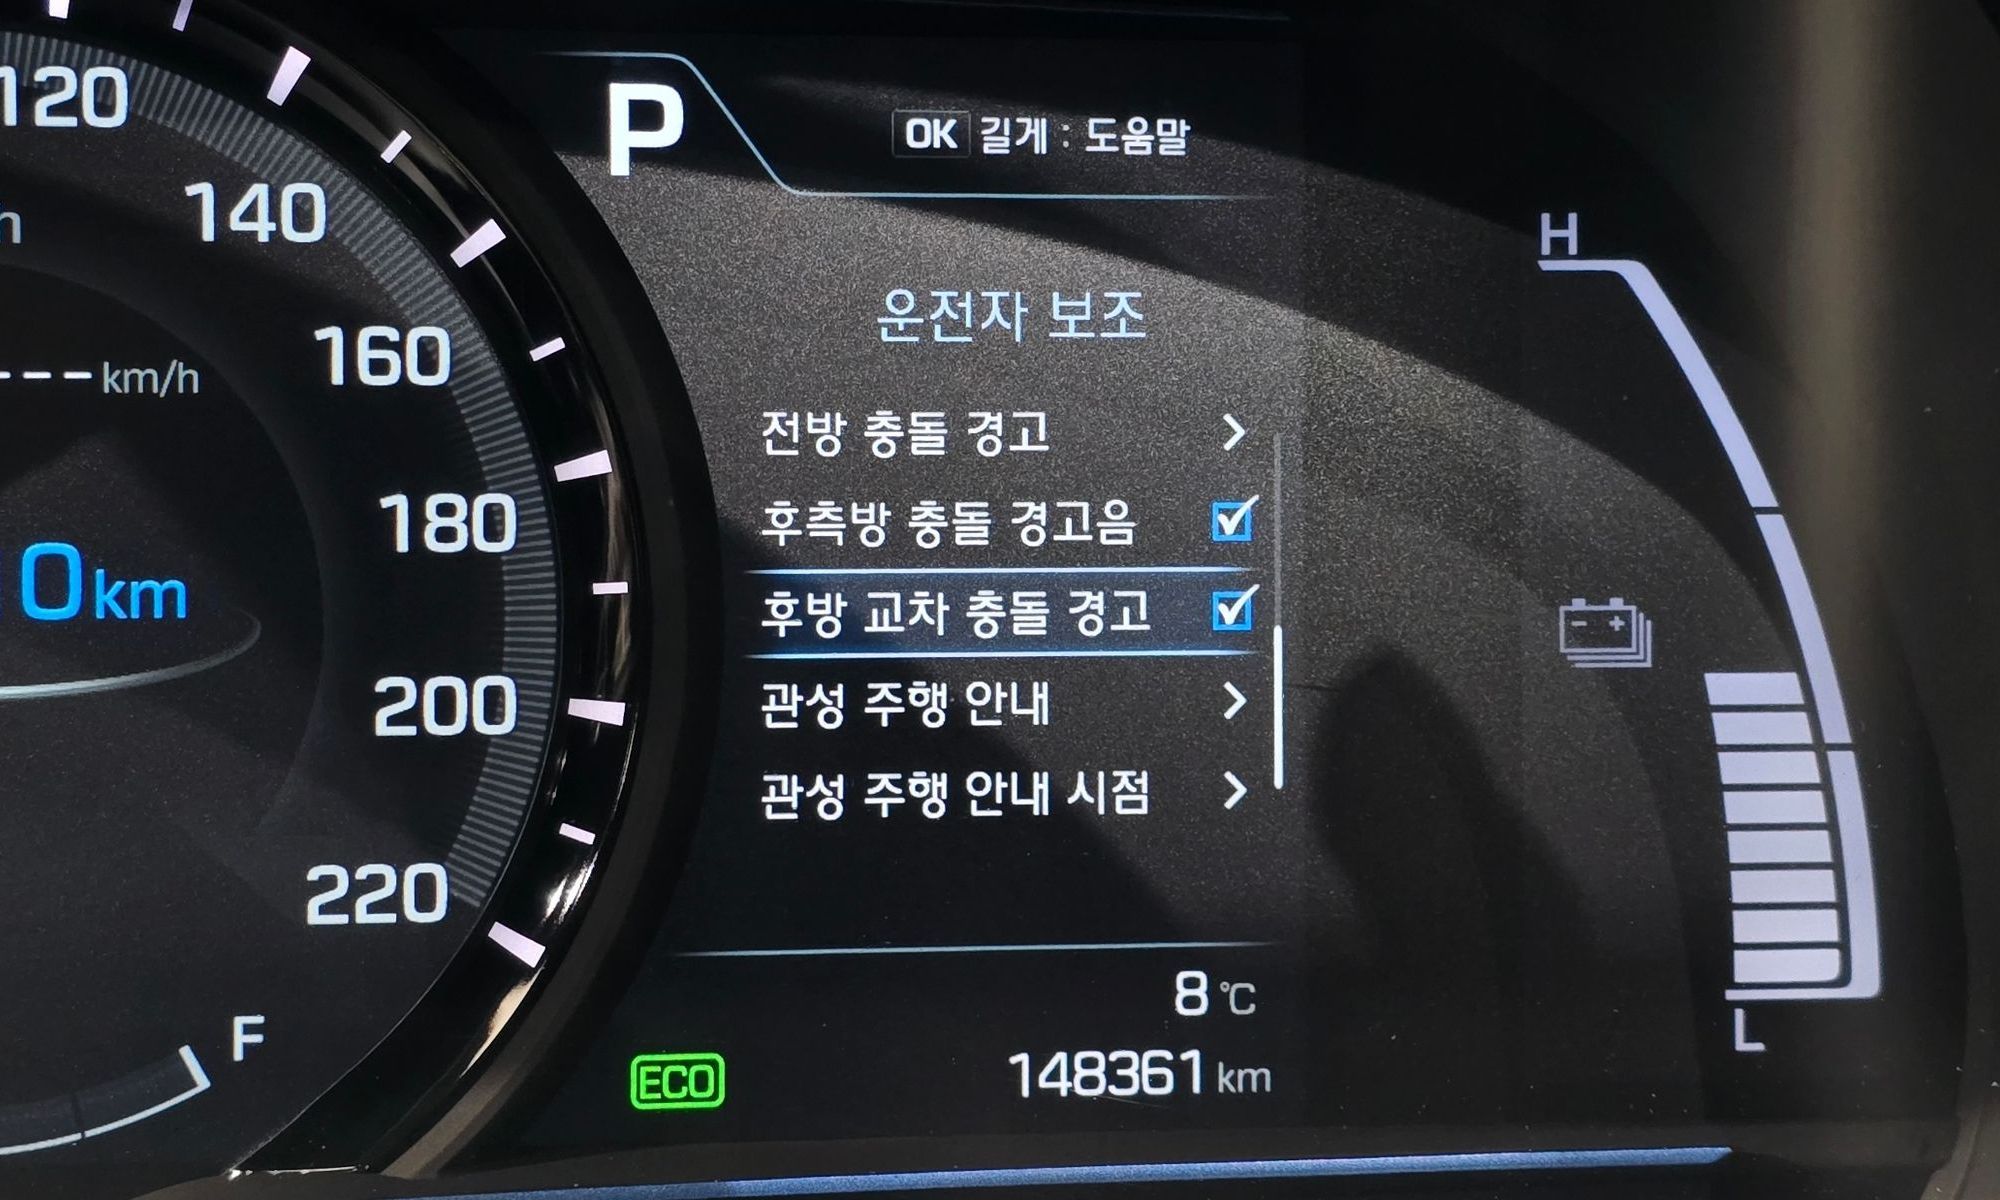 120
P
OK 길게 : 도움말
140
h
H
운전자 보조
160
---km/h
전방 충돌 경고
180
후측방 충돌 경고음
0km
후방 교차 충돌 경고
200
관성 주행 안내
관성 주행 안내 시점
220
8 °C
F
L
ECO
148361 km